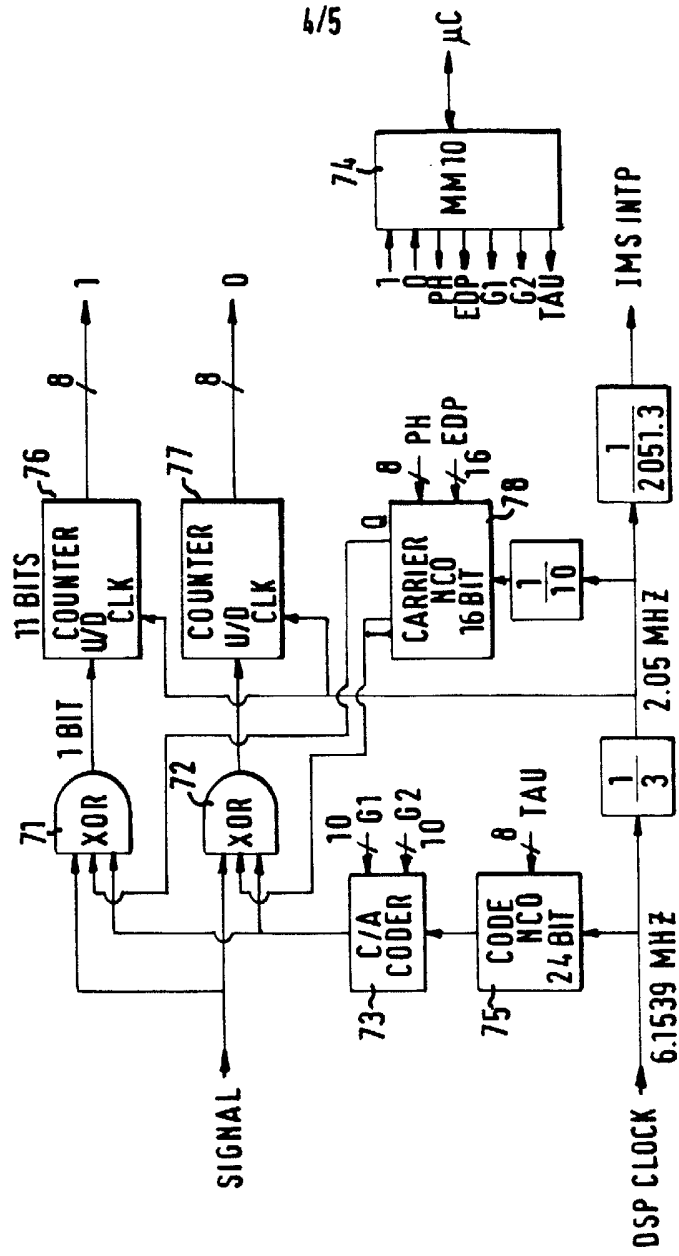 4/5
SIGNAL
71
XOR
1 BIT
76
11 BITS
COUNTER
U/D
CLK
8
1
72
XOR
77
COUNTER
U/D
CLK
8
0
73
C/A
CODER
10
G1
G2
10
75
CODE
NCO
24 BIT
8
TAU
I
Q
CARRIER
NCO
16 BIT
78
8
PH
EDP
16
1
10
DSP CLOCK
6.1539 MHZ
1
3
2.05 MHZ
1
2051.3
1MS INTP
74
MM10
1
0
PH
EDP
G1
G2
TAU
μC